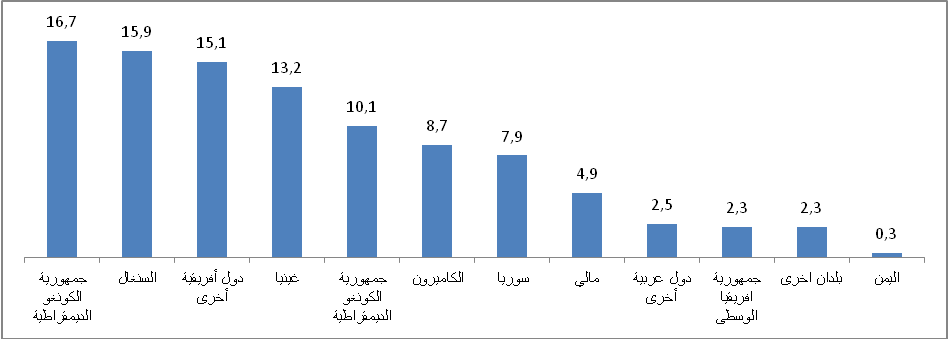 16,7
15,9
15,1
13,2
10,1
8,7
7,9
4,9
2,5
2,3
2,3
0,3
جمهورية
الكونغو
الديمقراطية
السنغال
دول أفريقية
أخرى
غينيا
جمهورية
الكونغو
الديمقراطية
الكاميرون
سوريا
مالي
دول عربية
أخرى
جمهورية
افريقيا
الوسطى
بلدان اخرى
اليمن